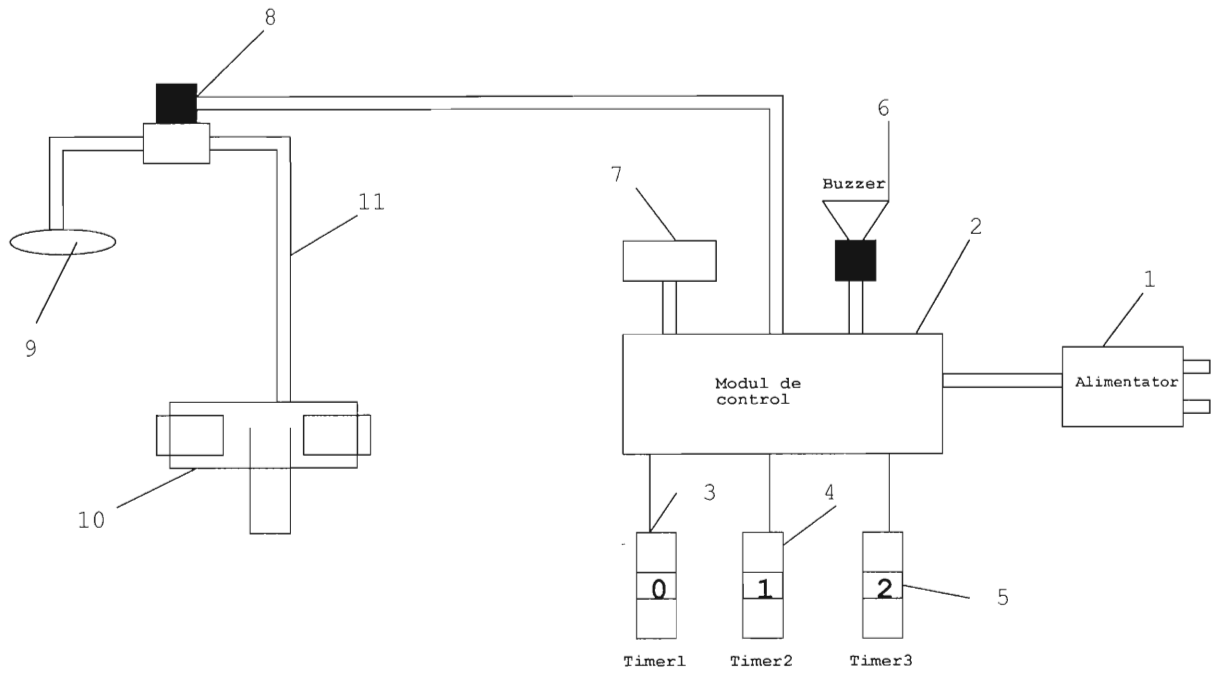 8
6
7
Buzzer
11
2
1
9
Modul de
control
Alimentator
10
3
4
0
1
2
5
Timer1
Timer2
Timer3